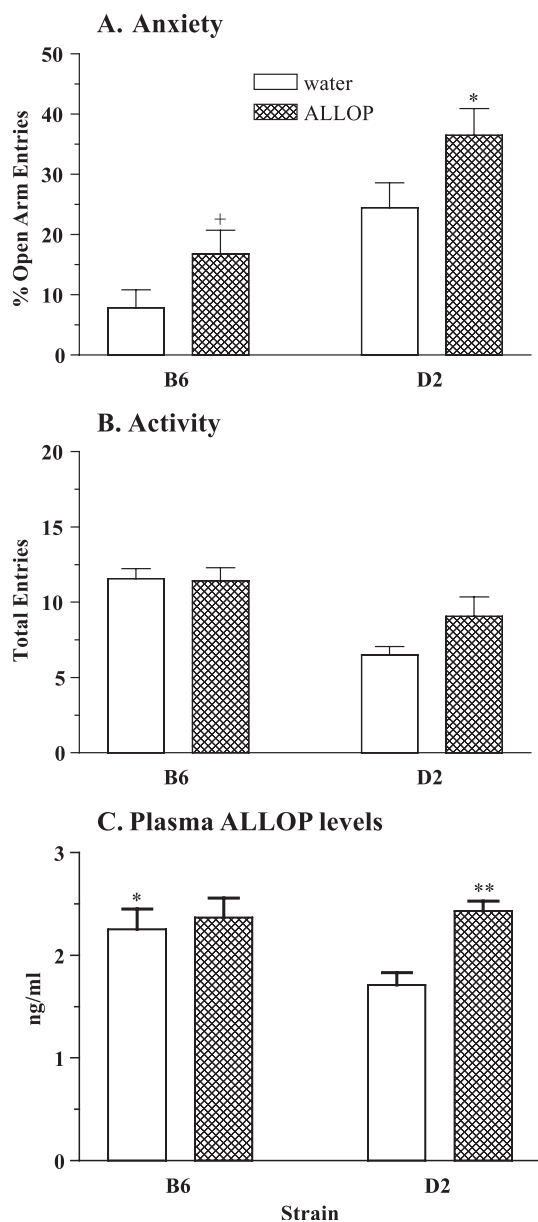 A. Anxiety
50
40
30
20
10
0
% Open Arm Entries
water
ALLOP
+
*
B6
D2
B. Activity
20
15
10
5
0
Total Entries
B6
D2
C. Plasma ALLOP levels
3
2
1
0
ng/ml
*
**
B6
D2
Strain